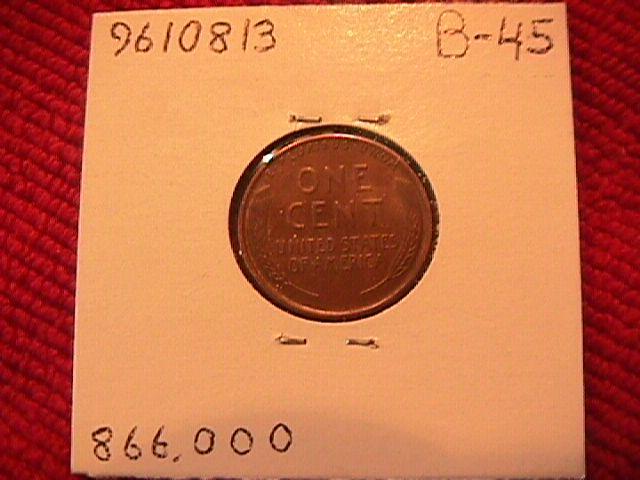 9610813 B-45
ONE
CENT
UNITED STATES
OF AMERICA
866,000